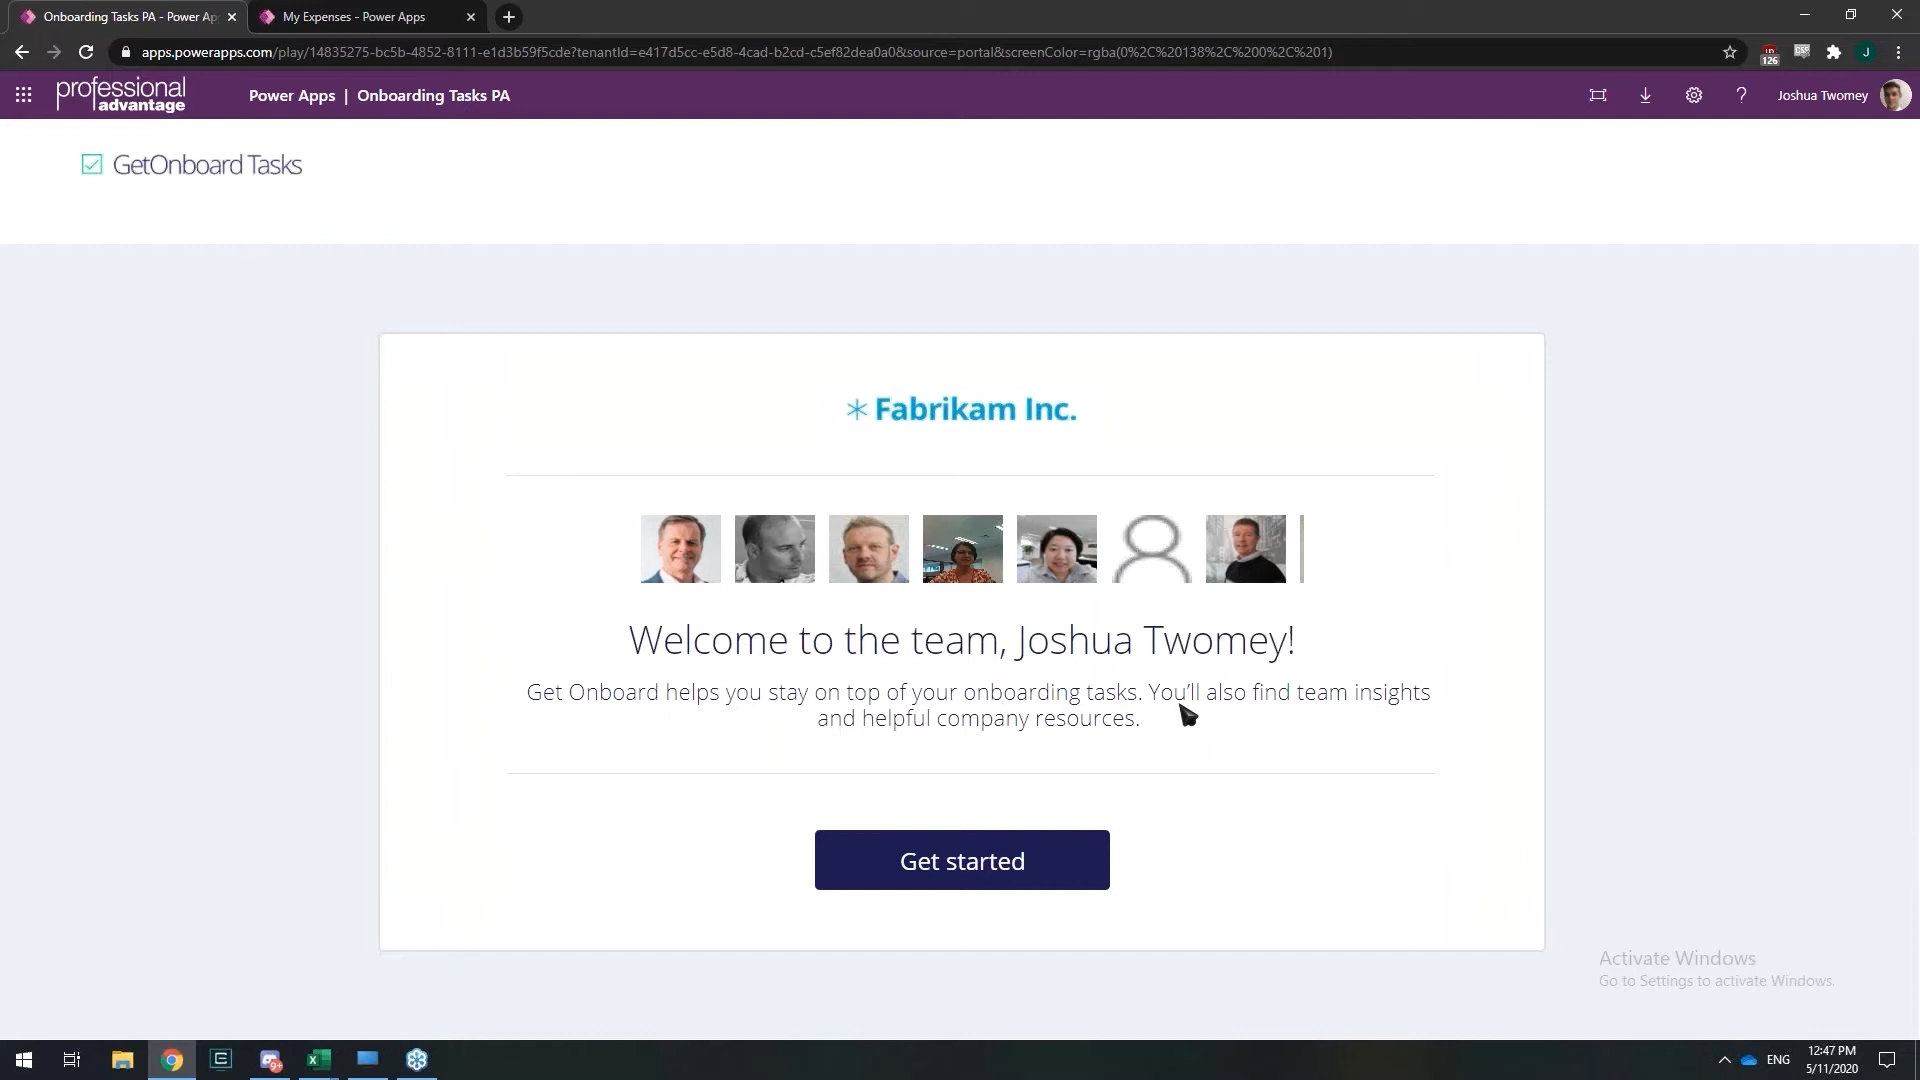 Onboarding Tasks PA - Power Ap
My Expenses - Power Apps
apps.powerapps.com/play/14835275-bc5b-4852-8111-e1d3b59f5cde?tenantId=e417d5cc-e5d8-4cad-b2cd-c5ef82dea0a0&source=portal&screenColor=rgba(0%2C%20138%2C%200%2C%201)
126
CSP
J
professional
advantage
Power Apps | Onboarding Tasks PA
? Joshua Twomey
GetOnboard Tasks
Fabrikam Inc.
Welcome to the team, Joshua Twomey!
Get Onboard helps you stay on top of your onboarding tasks. You'll also find team insights
and helpful company resources.
Get started
Activate Windows
Go to Settings to activate Windows.
9+
ENG
12:47 PM
5/11/2020